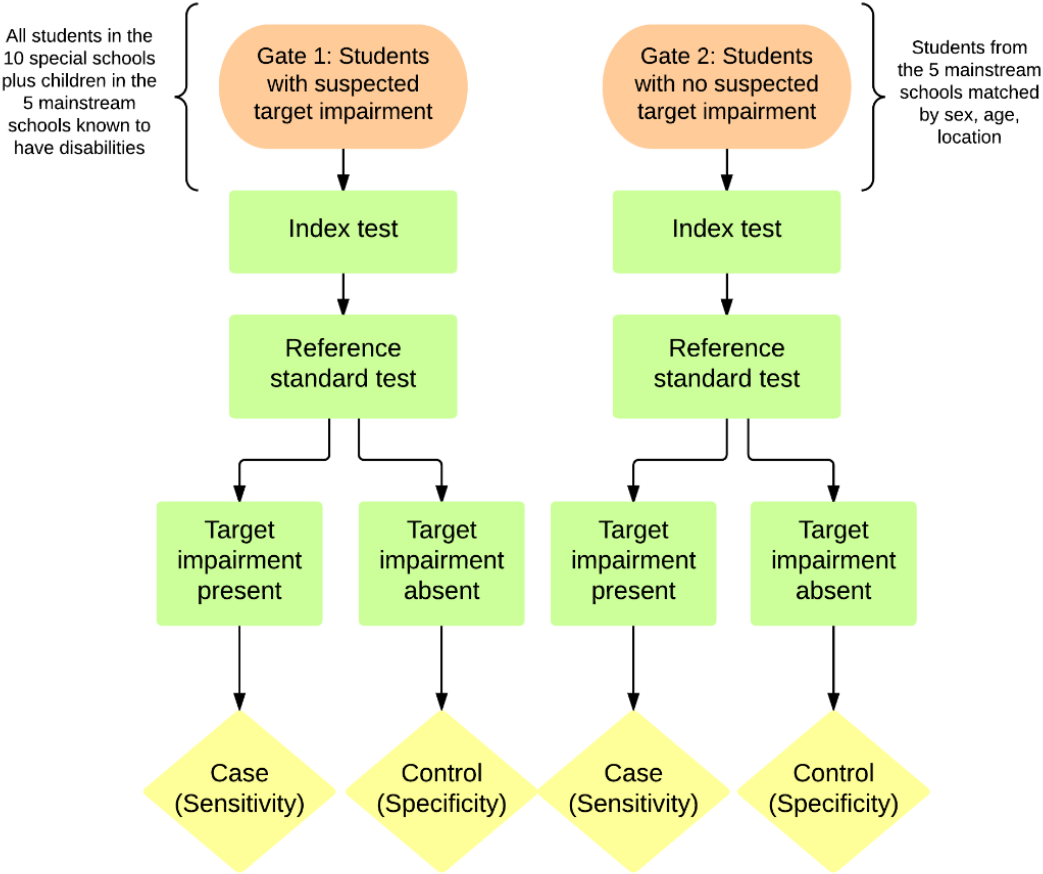 All students in the
10 special schools
plus children in the
5 mainstream
schools known to
have disabilities
Gate 1: Students
with suspected
target impairment
Gate 2: Students
with no suspected
target impairment
Students from
the 5 mainstream
schools matched
by sex, age,
location
Index test
Index test
Reference
standard test
Reference
standard test
Target
impairment
present
Target
impairment
absent
Target
impairment
present
Target
impairment
absent
Case
(Sensitivity)
Control
(Specificity)
Case
(Sensitivity)
Control
(Specificity)